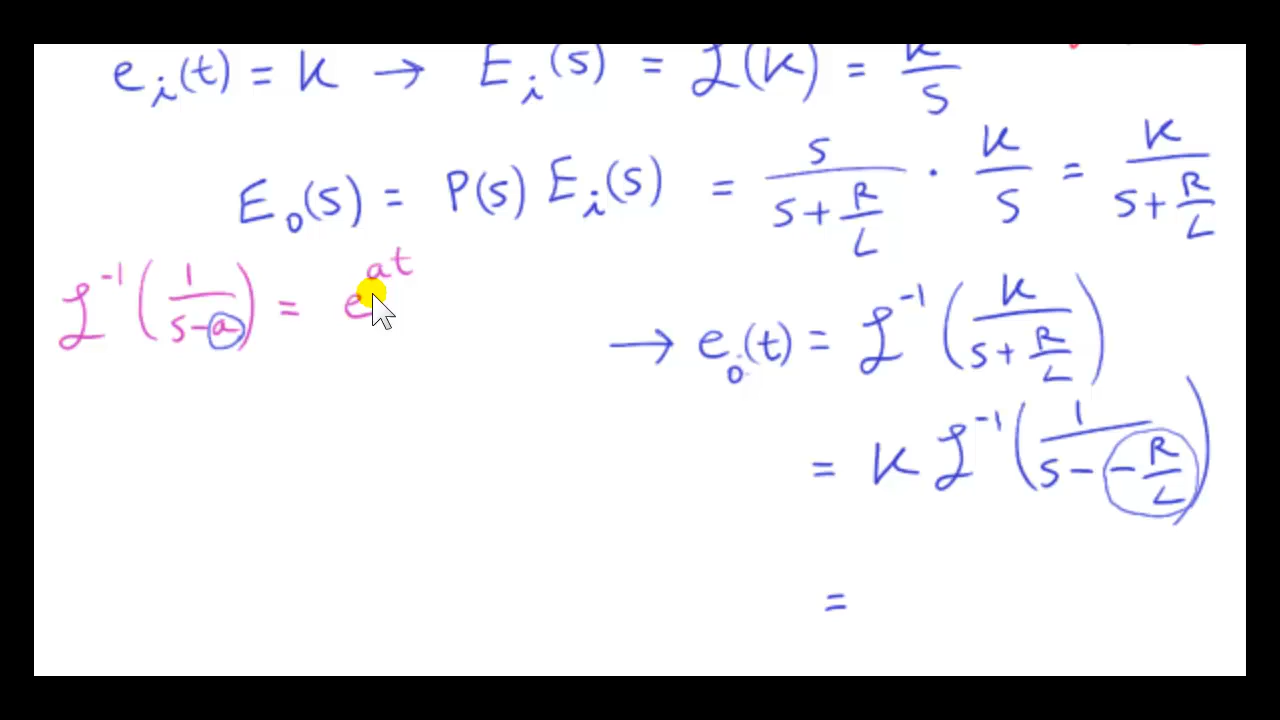 e_i(t) = K → E_i(s) = ℒ(K) = K/s
E_o(s) = P(s) E_i(s) = s/(s + R/L) · K/s = K/(s + R/L)
ℒ^-1(1/(s-a)) = e^at
→ e_o(t) = ℒ^-1(K/(s + R/L))
= K ℒ^-1(1/(s - -R/L))
=